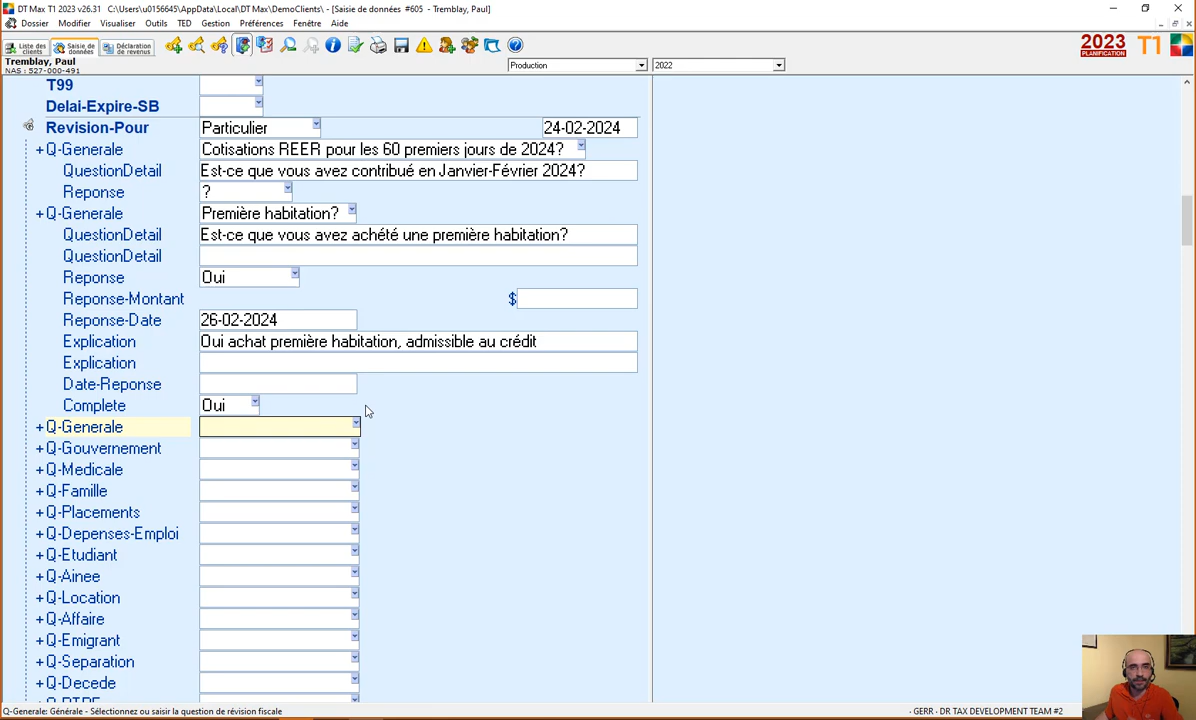 DT Max T1 2023 v26.31 C:\Users\u0156645\AppData\Local\DT Max\DemoClients\ - [Saisie de données #605 - Tremblay, Paul]
Dossier Modifier Visualiser Outils TED Gestion Préférences Fenêtre Aide
Liste des clients Saisie de données Déclaration de revenus
2023 PLANIFICATION T1
Tremblay, Paul
NAS : 527-000-491
Production 2022
T99
Delai-Expire-SB
Revision-Pour Particulier 24-02-2024
+Q-Generale Cotisations REER pour les 60 premiers jours de 2024?
QuestionDetail Est-ce que vous avez contribué en Janvier-Février 2024?
Reponse ?
+Q-Generale Première habitation?
QuestionDetail Est-ce que vous avez achété une première habitation?
QuestionDetail
Reponse Oui
Reponse-Montant $
Reponse-Date 26-02-2024
Explication Oui achat première habitation, admissible au crédit
Explication
Date-Reponse
Complete Oui
+Q-Generale
+Q-Gouvernement
+Q-Medicale
+Q-Famille
+Q-Placements
+Q-Depenses-Emploi
+Q-Etudiant
+Q-Ainee
+Q-Location
+Q-Affaire
+Q-Emigrant
+Q-Separation
+Q-Decede
Q-Generale: Générale - Sélectionnez ou saisir la question de révision fiscale
- GERR - DR TAX DEVELOPMENT TEAM #2